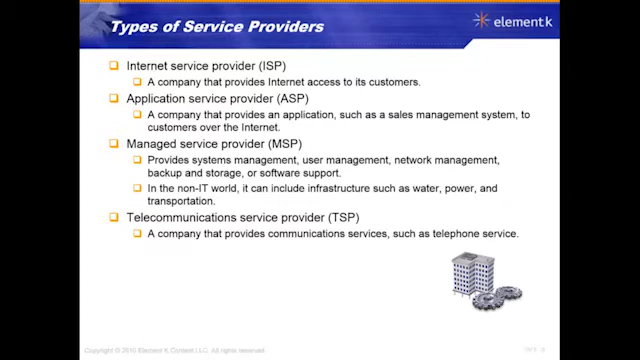 Types of Service Providers
element k
Internet service provider (ISP)
A company that provides Internet access to its customers.
Application service provider (ASP)
A company that provides an application, such as a sales management system, to
customers over the Internet.
Managed service provider (MSP)
Provides systems management, user management, network management,
backup and storage, or software support.
In the non-IT world, it can include infrastructure such as water, power, and
transportation.
Telecommunications service provider (TSP)
A company that provides communications services, such as telephone service.
Copyright © 2010 Element K Content LLC. All rights reserved.